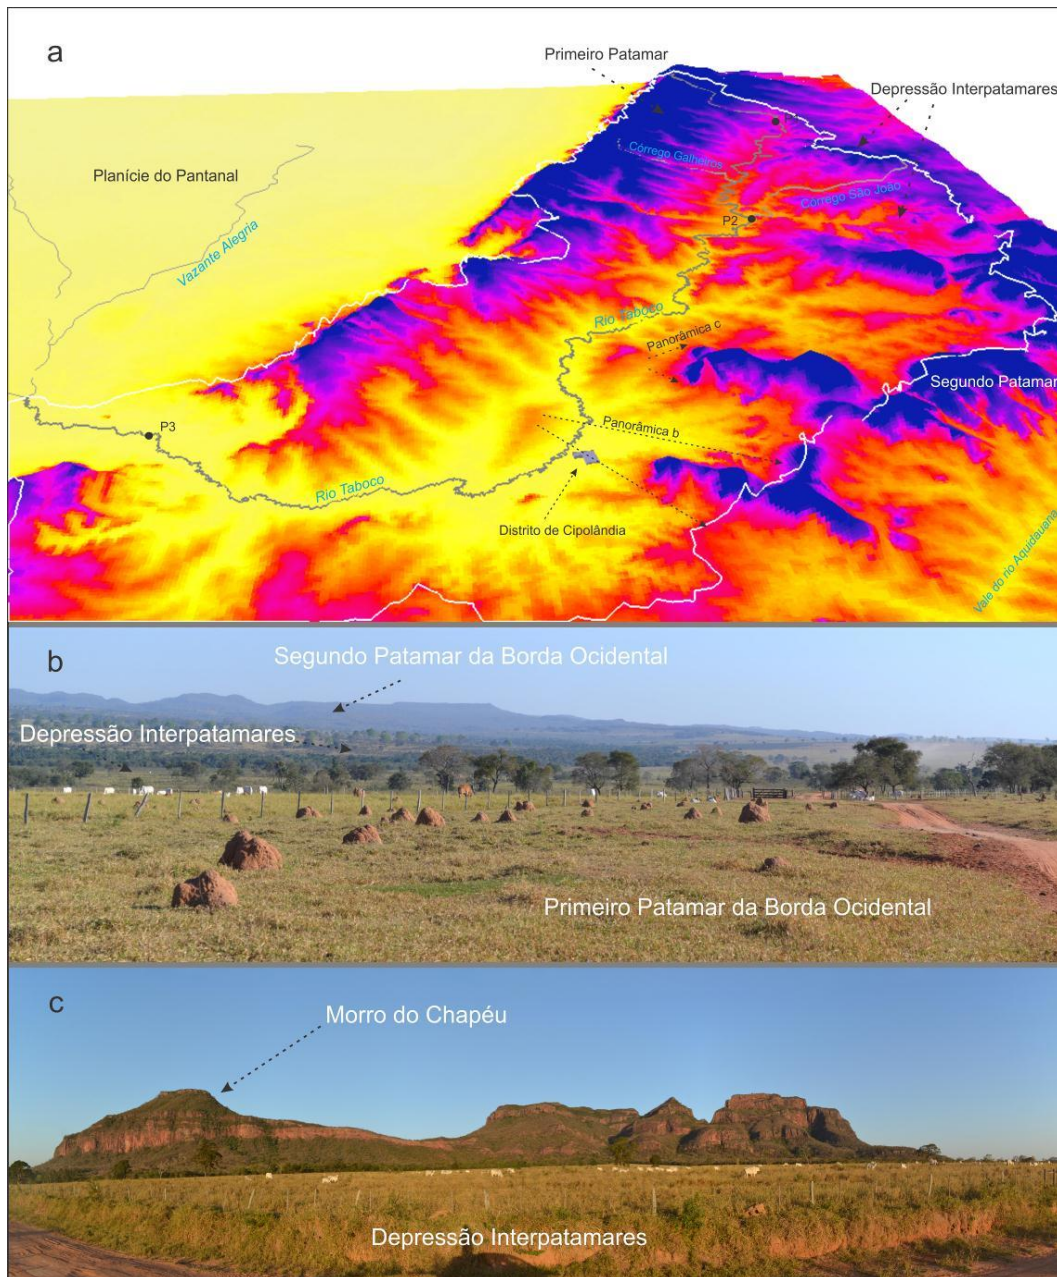 a
Primeiro Patamar
Depressão Interpatamares
Planície do Pantanal
Córrego Galheiros
Córrego São João
P2
Vazante Alegria
Rio Taboco
Panorâmica c
Segundo Patamar
P3
Panorâmica b
Rio Taboco
Distrito de Cipolândia
Vale do rio Aquidauana
b
Segundo Patamar da Borda Ocidental
Depressão Interpatamares
Primeiro Patamar da Borda Ocidental
c
Morro do Chapéu
Depressão Interpatamares